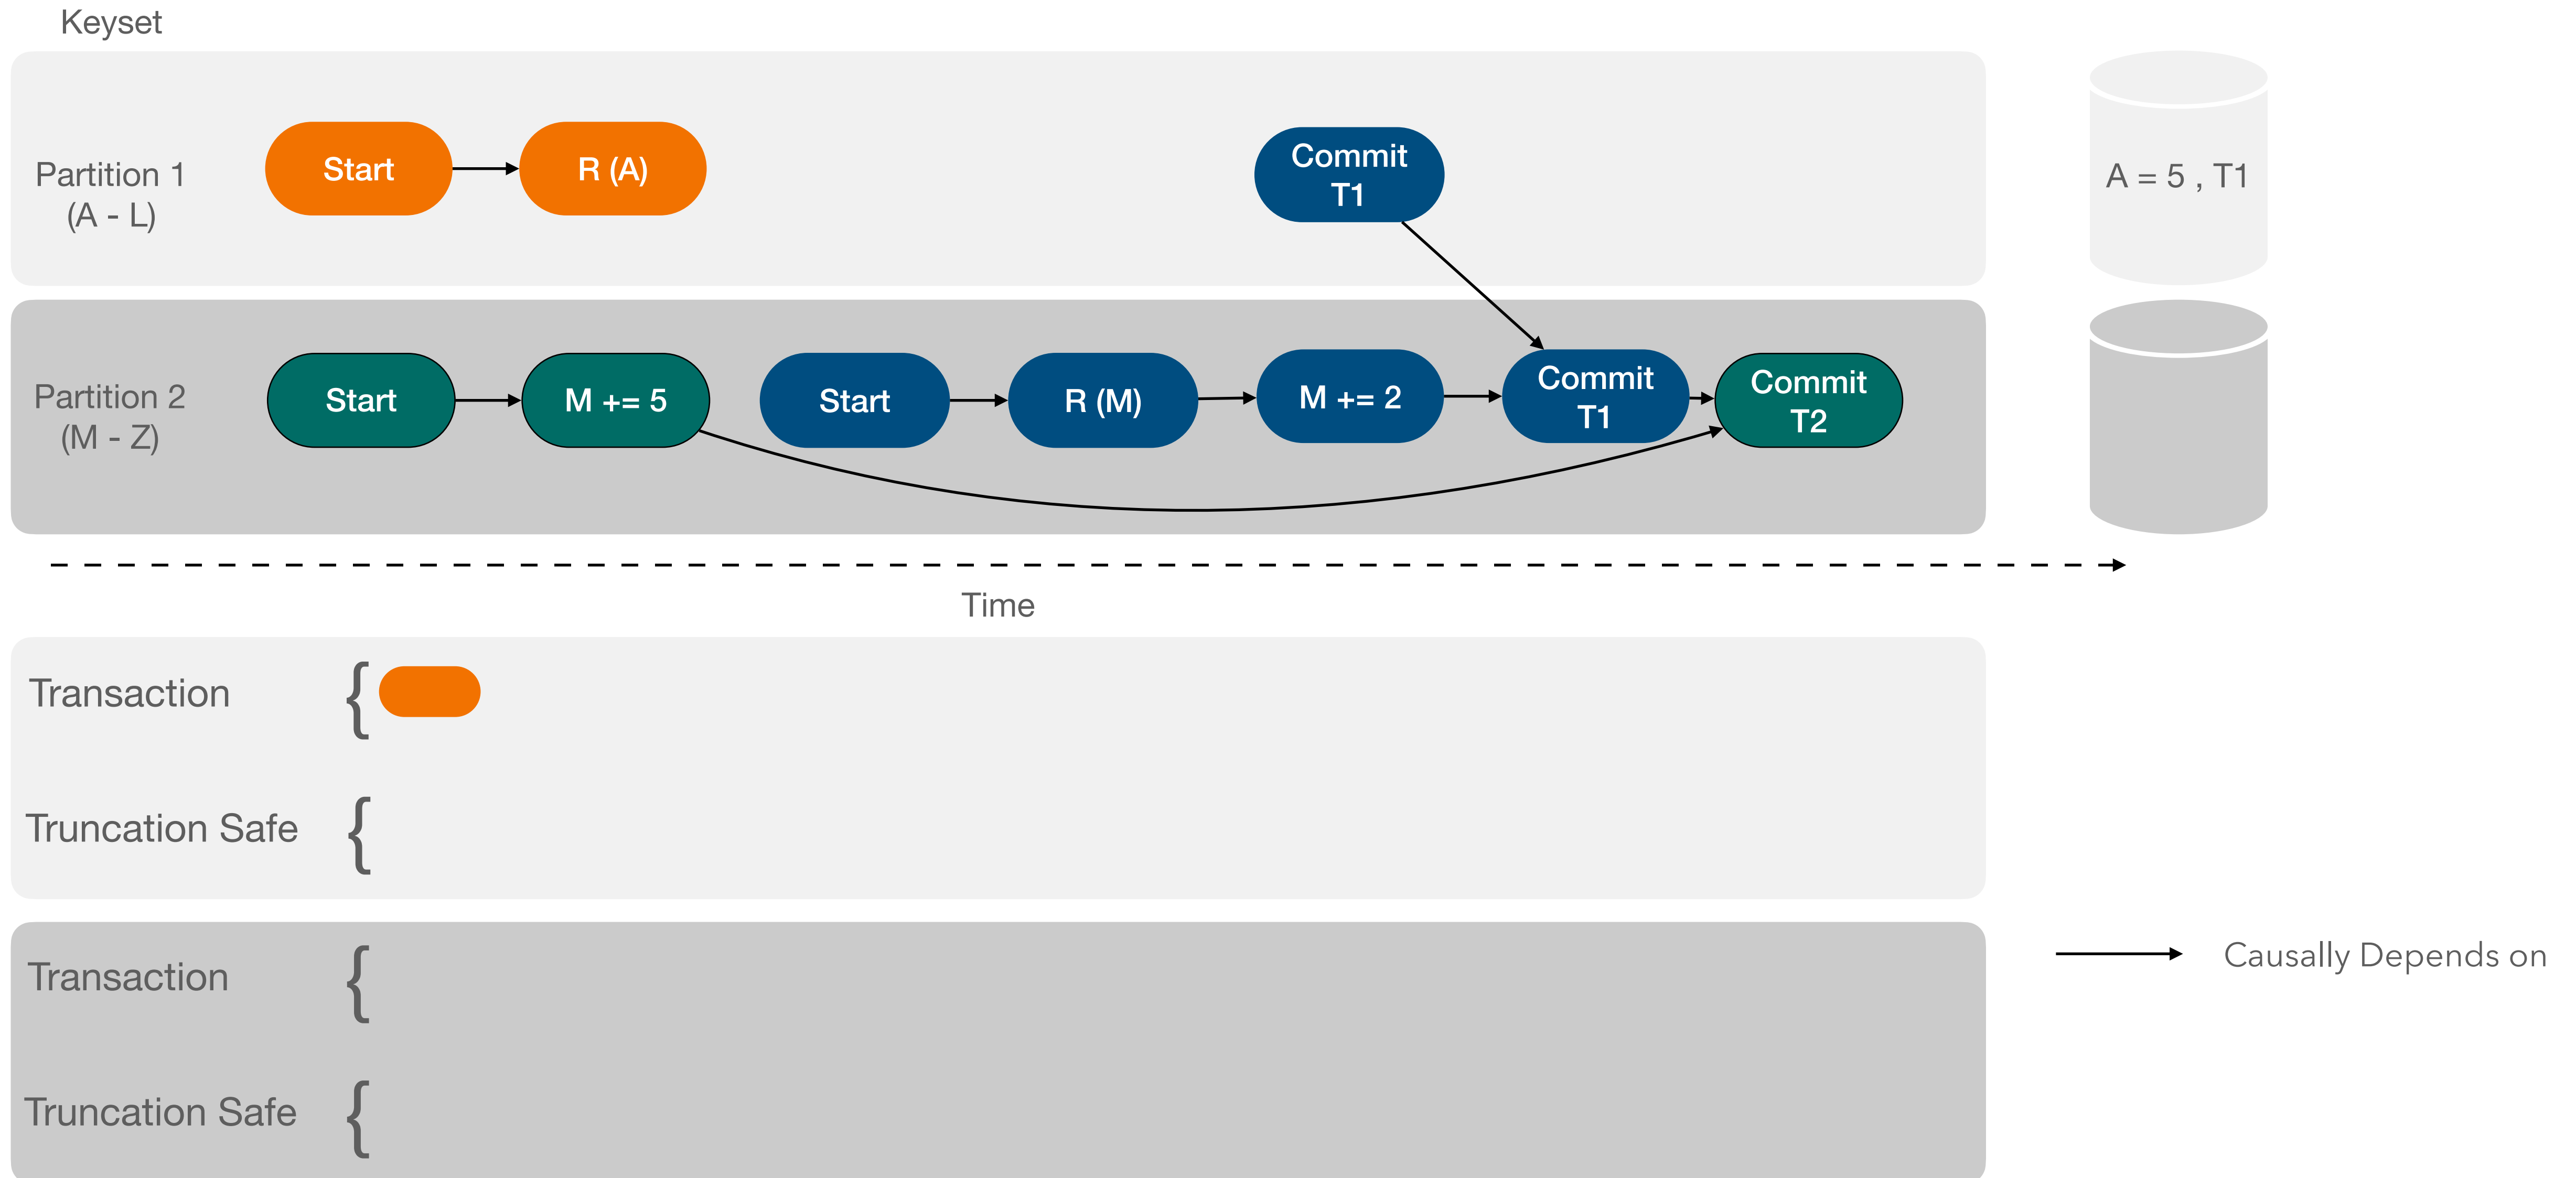 Keyset
Partition 1
(A - L)
Start
R (A)
Commit
T1
A = 5 , T1
Partition 2
(M - Z)
Start
M += 5
Start
R (M)
M += 2
Commit
T1
Commit
T2
Time
Transaction {
Truncation Safe {
Transaction {
Truncation Safe {
Causally Depends on